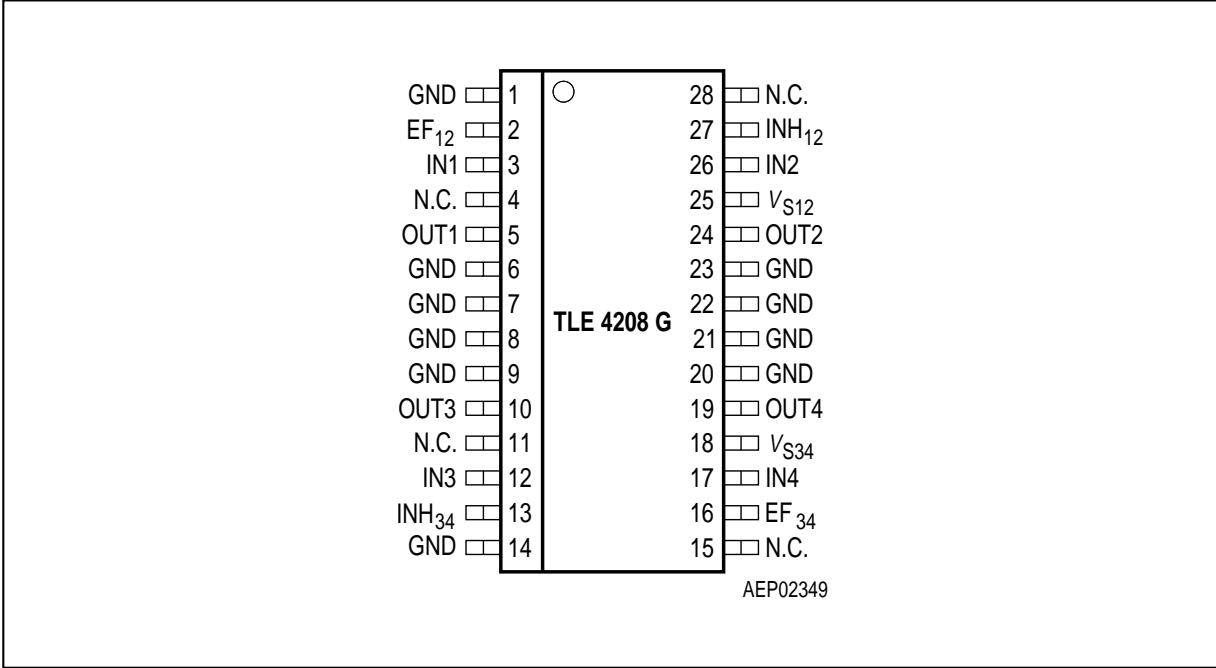 GND 1 28 N.C.
EF12 2 27 INH12
IN1 3 26 IN2
N.C. 4 25 VS12
OUT1 5 24 OUT2
GND 6 23 GND
GND 7 22 GND
TLE 4208 G
GND 8 21 GND
GND 9 20 GND
OUT3 10 19 OUT4
N.C. 11 18 VS34
IN3 12 17 IN4
INH34 13 16 EF34
GND 14 15 N.C.
AEP02349